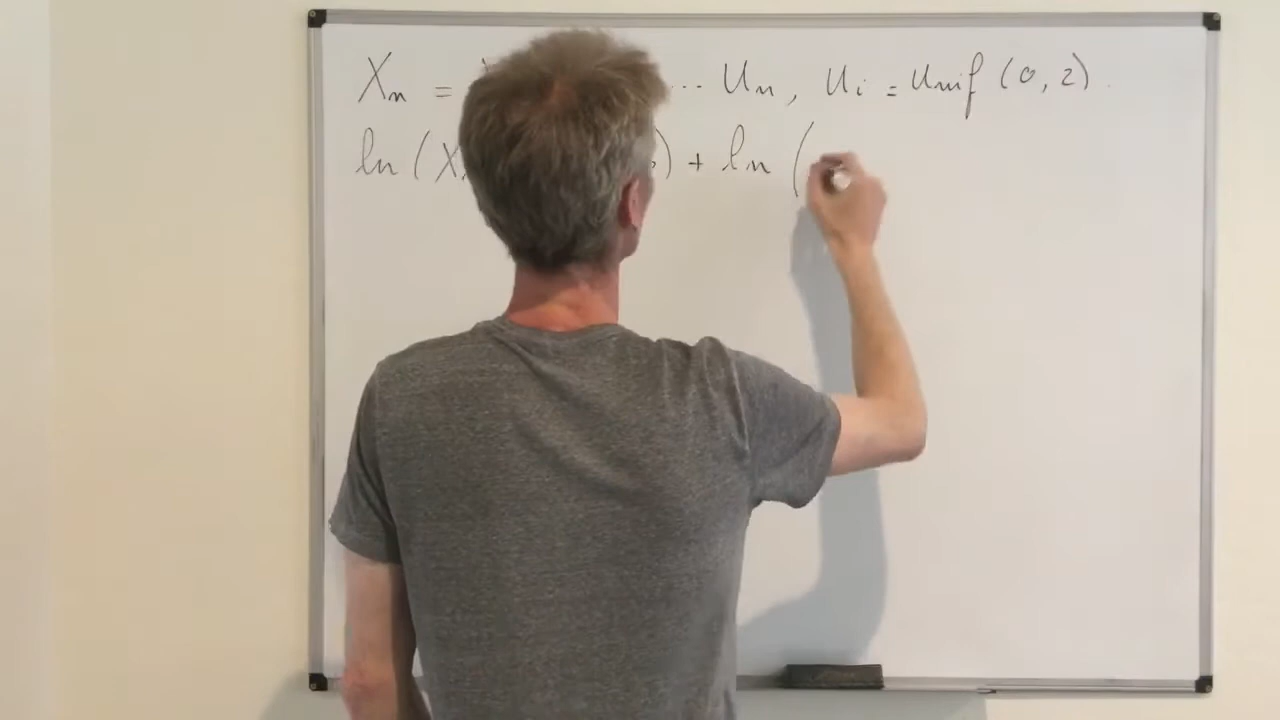 Xn = ... Un, Ui = Unif (0, 2)
ln (X ) + ln (